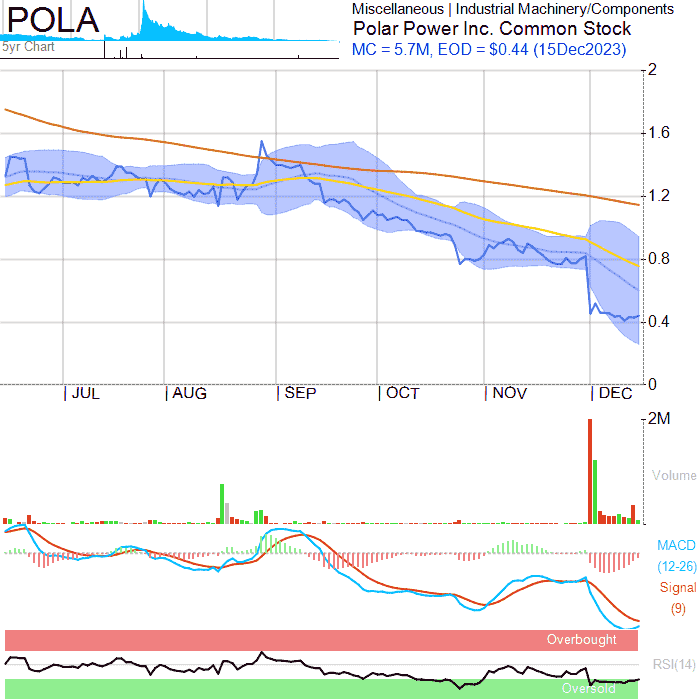 POLA
5yr Chart
Miscellaneous | Industrial Machinery/Components
Polar Power Inc. Common Stock
MC = 5.7M, EOD = $0.44 (15Dec2023)
2
1.6
1.2
0.8
0.4
0
JUL AUG SEP OCT NOV DEC
2M
Volume
MACD
(12-26)
Signal
(9)
Overbought
RSI(14)
Oversold